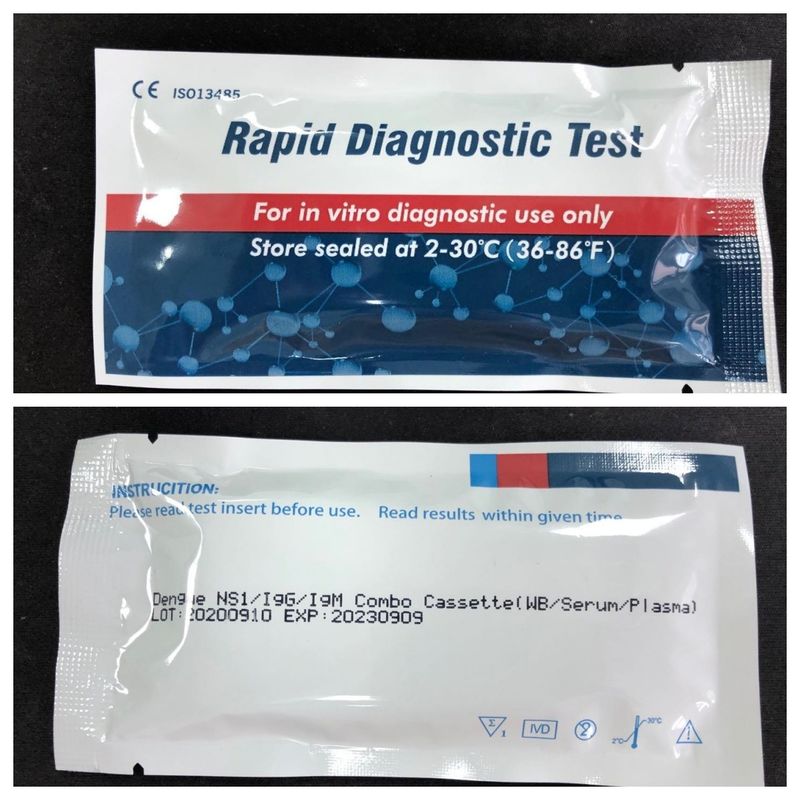 CE ISO13485
Rapid Diagnostic Test
For in vitro diagnostic use only
Store sealed at 2-30°C (36-86°F)
INSTRUCITION:
Please read test insert before use. Read results within given time
Dengue NS1/IgG/IgM Combo Cassette(WB/Serum/Plasma)
LOT:20200910 EXP:20230909
Σ 1 IVD 2 2°C 30°C